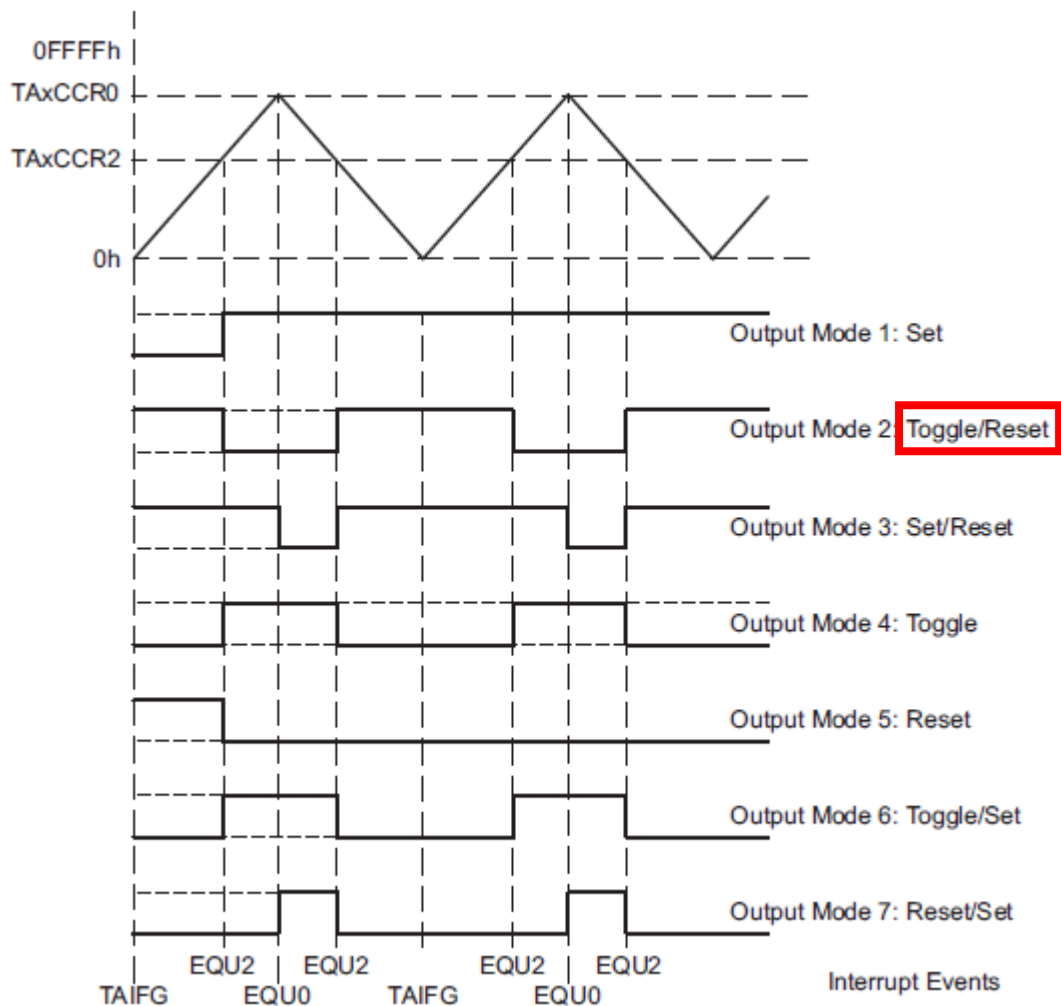 0FFFFh
TAxCCR0
TAxCCR2
0h
Output Mode 1: Set
Output Mode 2: Toggle/Reset
Output Mode 3: Set/Reset
Output Mode 4: Toggle
Output Mode 5: Reset
Output Mode 6: Toggle/Set
Output Mode 7: Reset/Set
EQU2 EQU2 EQU2 EQU2
TAIFG EQU0 TAIFG EQU0 Interrupt Events